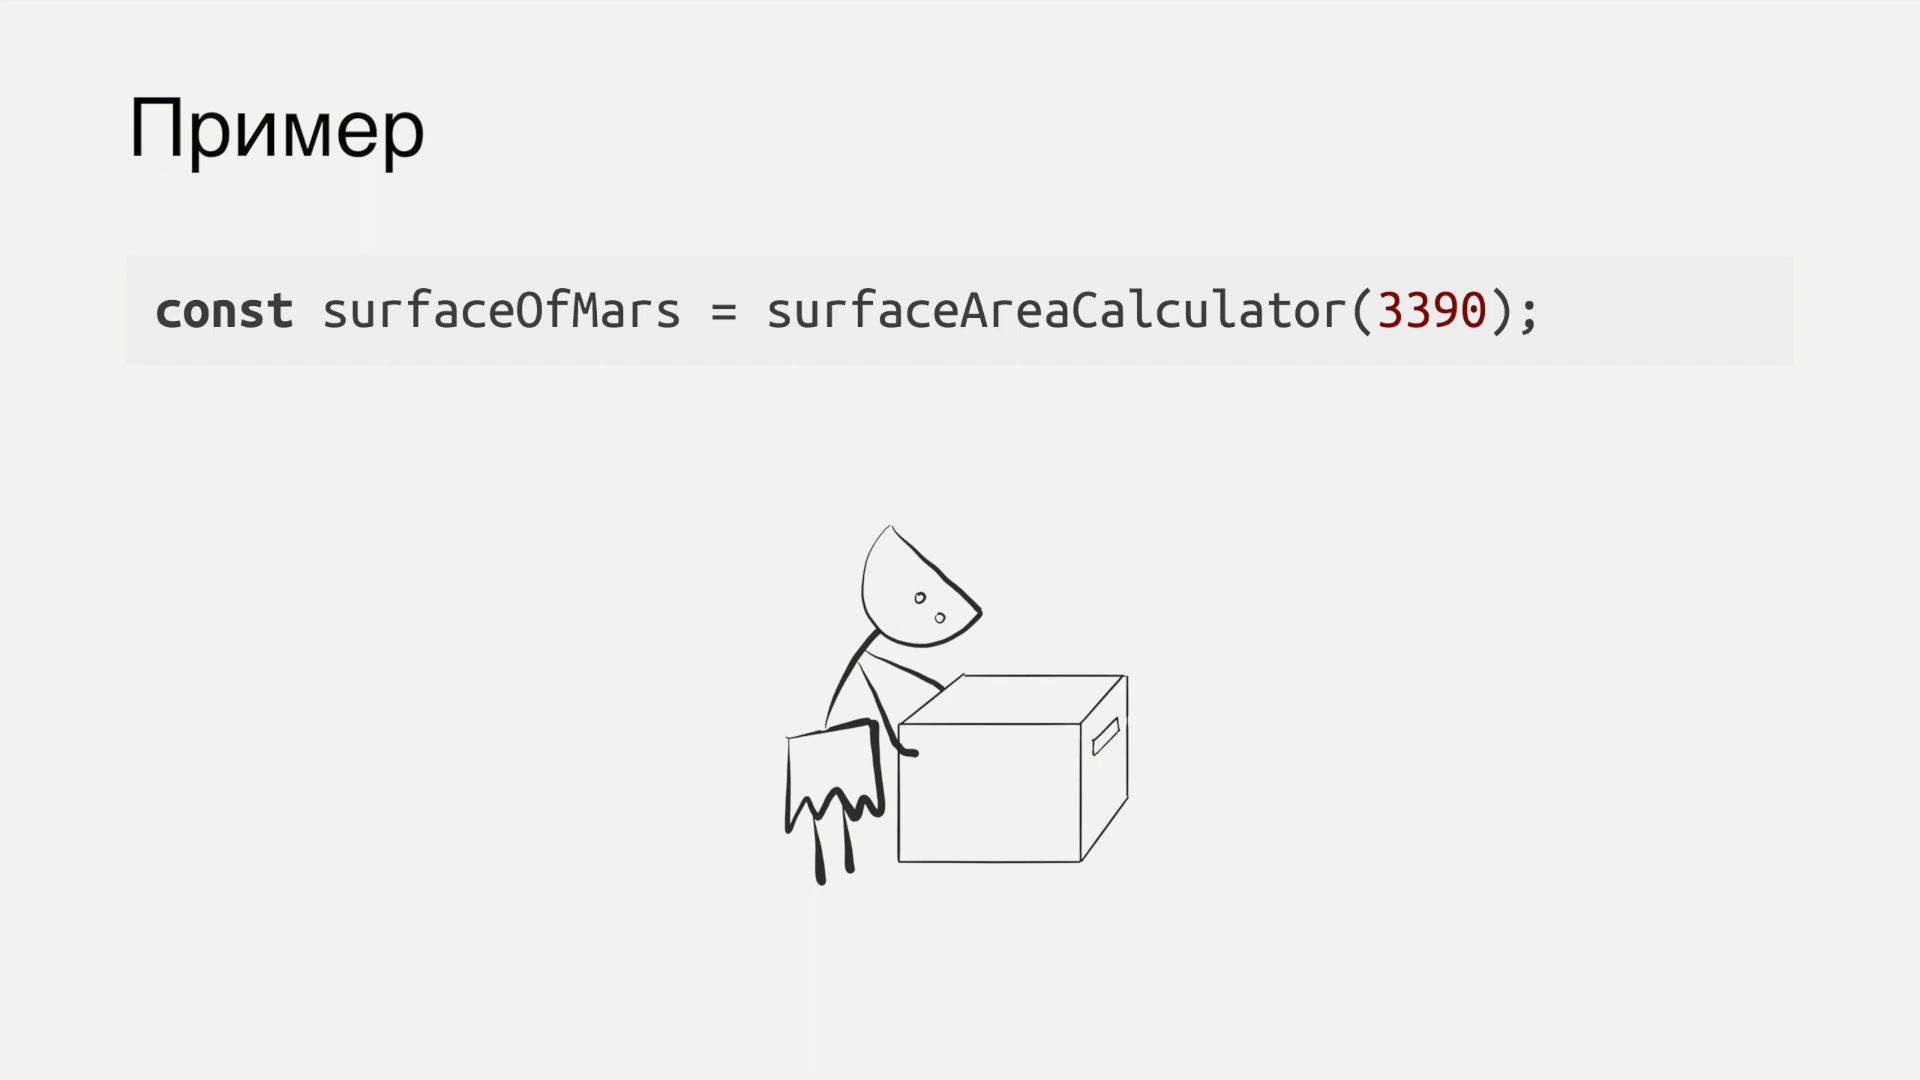 Пример
const surfaceOfMars = surfaceAreaCalculator(3390);